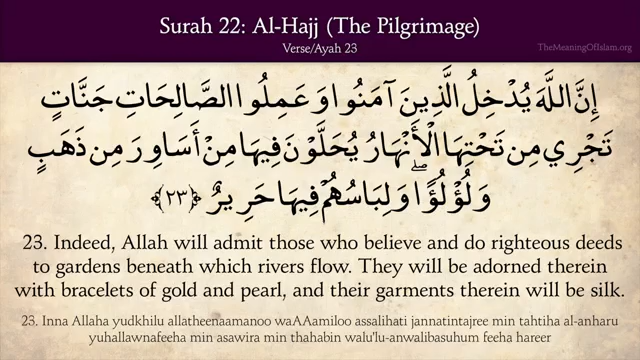 Surah 22: Al-Hajj (The Pilgrimage)
Verse/Ayah 23
TheMeaningOfIslam.org
إِنَّ اللَّهَ يُدْخِلُ الَّذِينَ آمَنُوا وَعَمِلُوا الصَّالِحَاتِ جَنَّاتٍ
تَجْرِي مِن تَحْتِهَا الْأَنْهَارُ يُحَلَّوْنَ فِيهَا مِنْ أَسَاوِرَ مِن ذَهَبٍ
وَلُؤْلُؤًا ۖ وَلِبَاسُهُمْ فِيهَا حَرِيرٌ ﴿٢٣﴾
23. Indeed, Allah will admit those who believe and do righteous deeds
to gardens beneath which rivers flow. They will be adorned therein
with bracelets of gold and pearl, and their garments therein will be silk.
23. Inna Allaha yudkhilu allatheenaamanoo waAAamiloo assalihati jannatintajree min tahtiha al-anharu
yuhallawnafeeha min asawira min thahabin walu'lu-anwalibasuhum feeha hareer